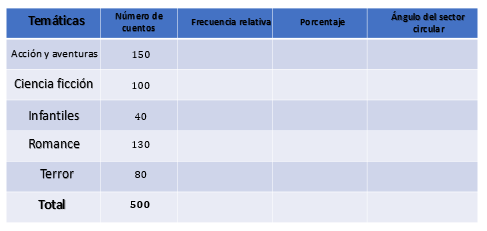 Temáticas Número de cuentos Frecuencia relativa Porcentaje Ángulo del sector circular
Acción y aventuras 150
Ciencia ficción 100
Infantiles 40
Romance 130
Terror 80
Total 500